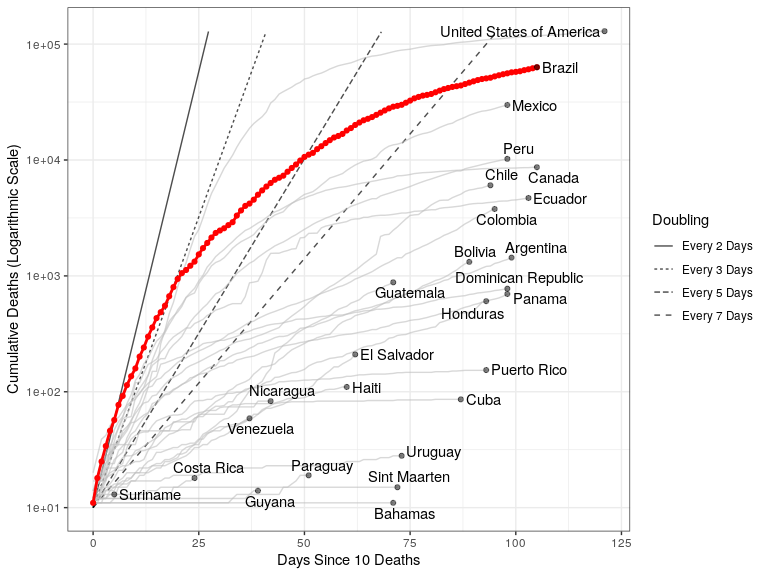 United States of America
Brazil
Mexico
Peru
Chile
Canada
Ecuador
Colombia
Bolivia
Argentina
Dominican Republic
Guatemala
Panama
Honduras
El Salvador
Puerto Rico
Nicaragua
Haiti
Cuba
Venezuela
Uruguay
Costa Rica
Paraguay
Sint Maarten
Suriname
Guyana
Bahamas
1e+05
1e+04
1e+03
1e+02
1e+01
0
25
50
75
100
125
Days Since 10 Deaths
Cumulative Deaths (Logarithmic Scale)
Doubling
Every 2 Days
Every 3 Days
Every 5 Days
Every 7 Days